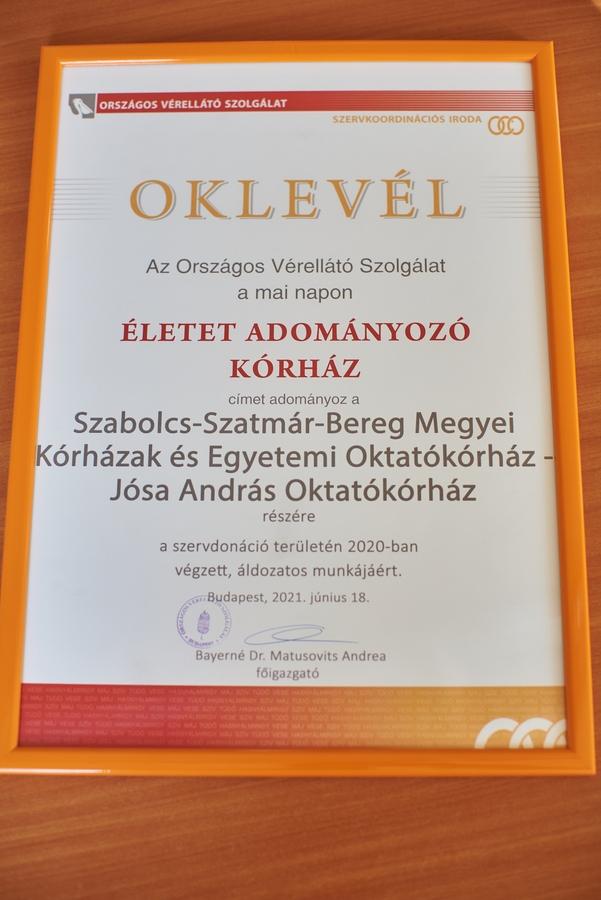 ORSZÁGOS VÉRELLÁTÓ SZOLGÁLAT
SZERVKOORDINÁCIÓS IRODA
OKLEVÉL
Az Országos Vérellátó Szolgálat
a mai napon
ÉLETET ADOMÁNYOZÓ
KÓRHÁZ
címet adományoz a
Szabolcs-Szatmár-Bereg Megyei
Kórházak és Egyetemi Oktatókórház -
Jósa András Oktatókórház
részére
a szervdonáció területén 2020-ban
végzett, áldozatos munkájáért.
Budapest, 2021. június 18.
Bayerné Dr. Matusovits Andrea
főigazgató